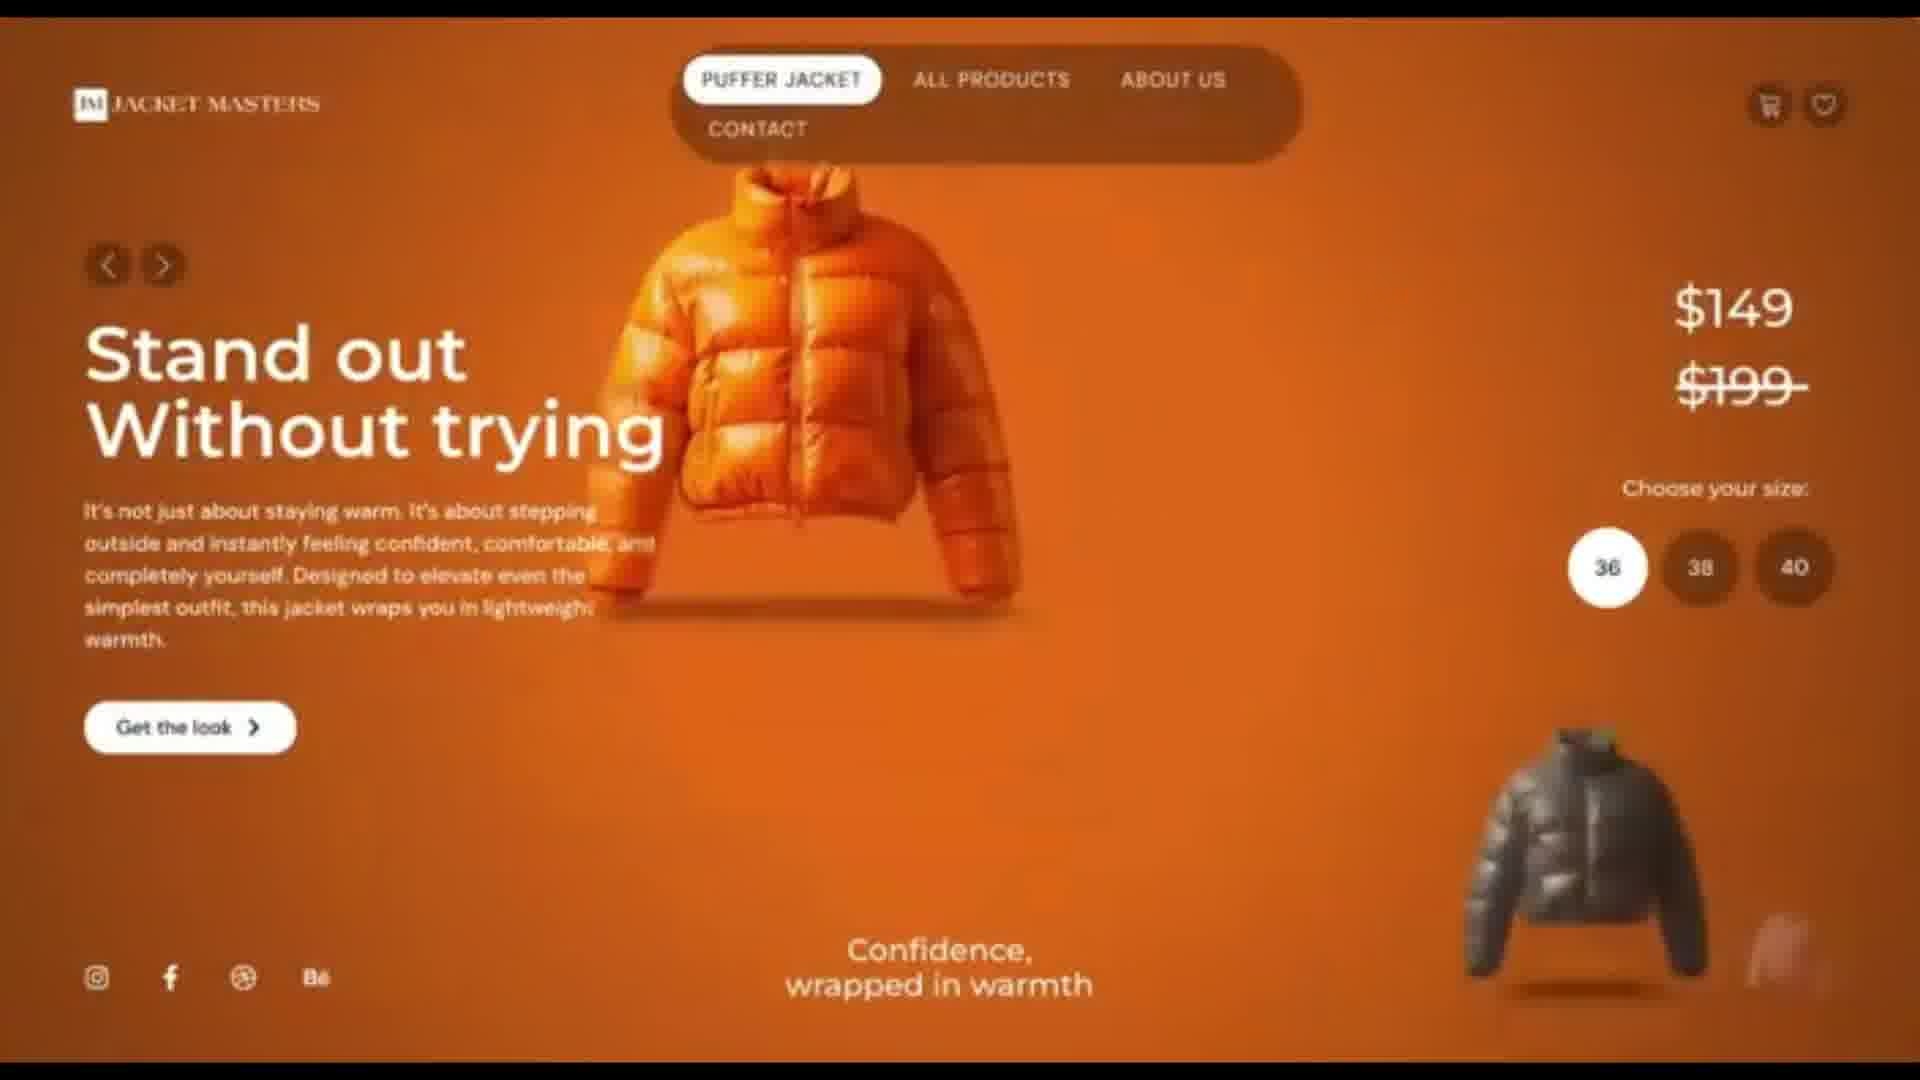 JM JACKET MASTERS
PUFFER JACKET ALL PRODUCTS ABOUT US
CONTACT
Stand out
Without trying
It's not just about staying warm. It's about stepping
outside and instantly feeling confident, comfortable, and
completely yourself. Designed to elevate even the
simplest outfit, this jacket wraps you in lightweight
warmth.
Get the look
$149
$199
Choose your size:
36 38 40
Confidence,
wrapped in warmth
Bē